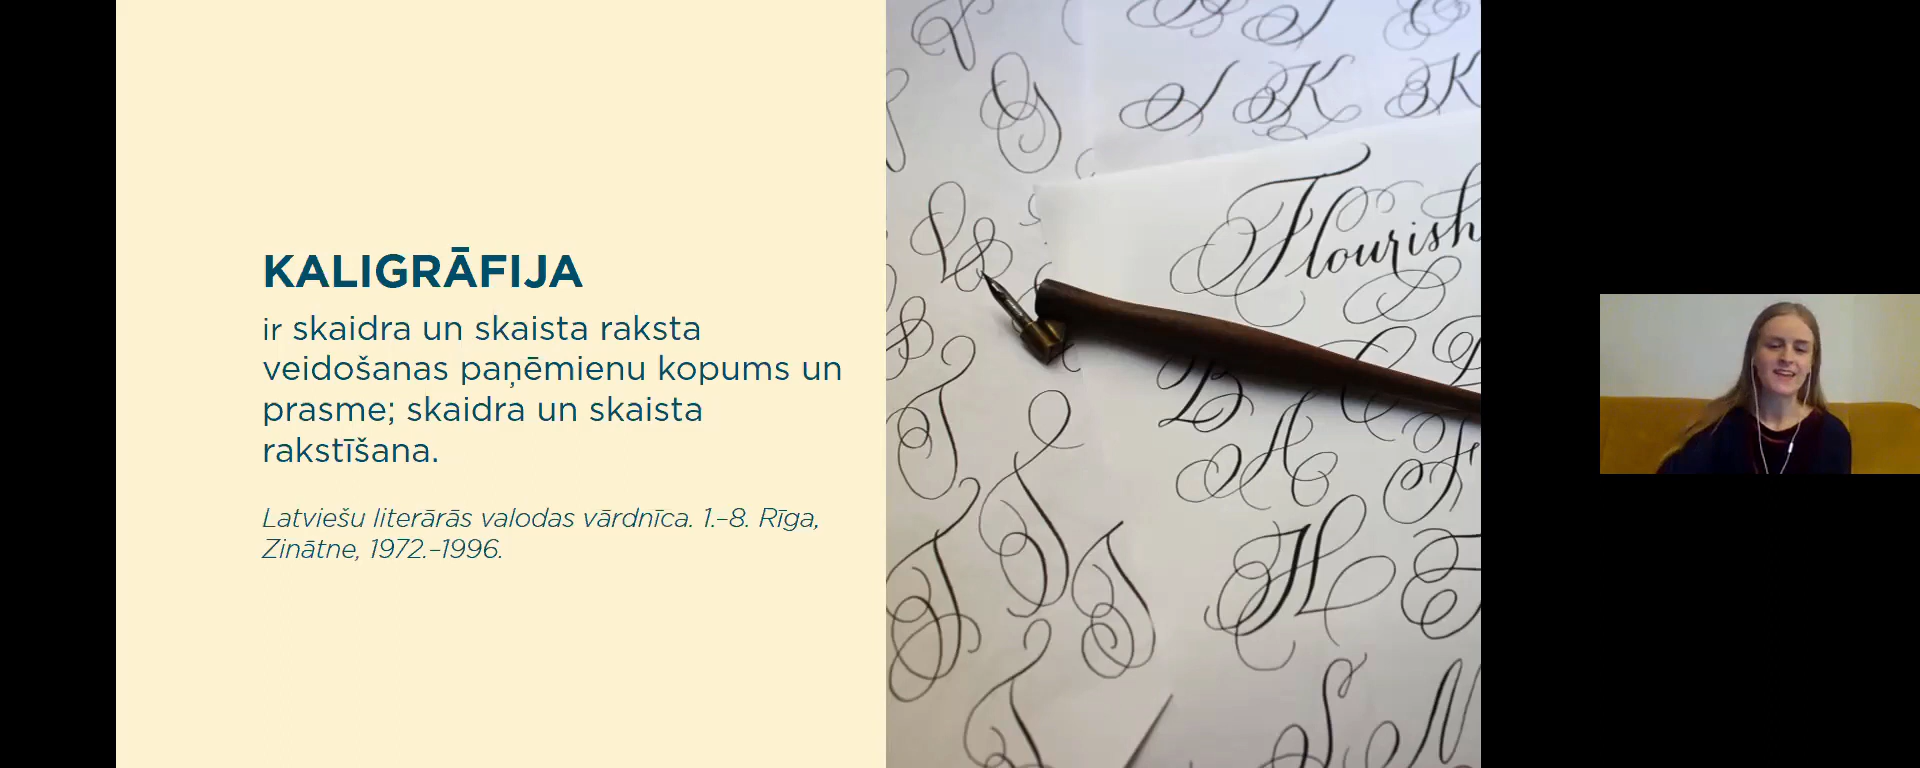 KALIGRĀFIJA
ir skaidra un skaista raksta
veidošanas paņēmienu kopums un
prasme; skaidra un skaista
rakstīšana.
Latviešu literārās valodas vārdnīca. 1.–8. Rīga,
Zinātne, 1972.–1996.
K K
Flourish
B
A F
H
S N